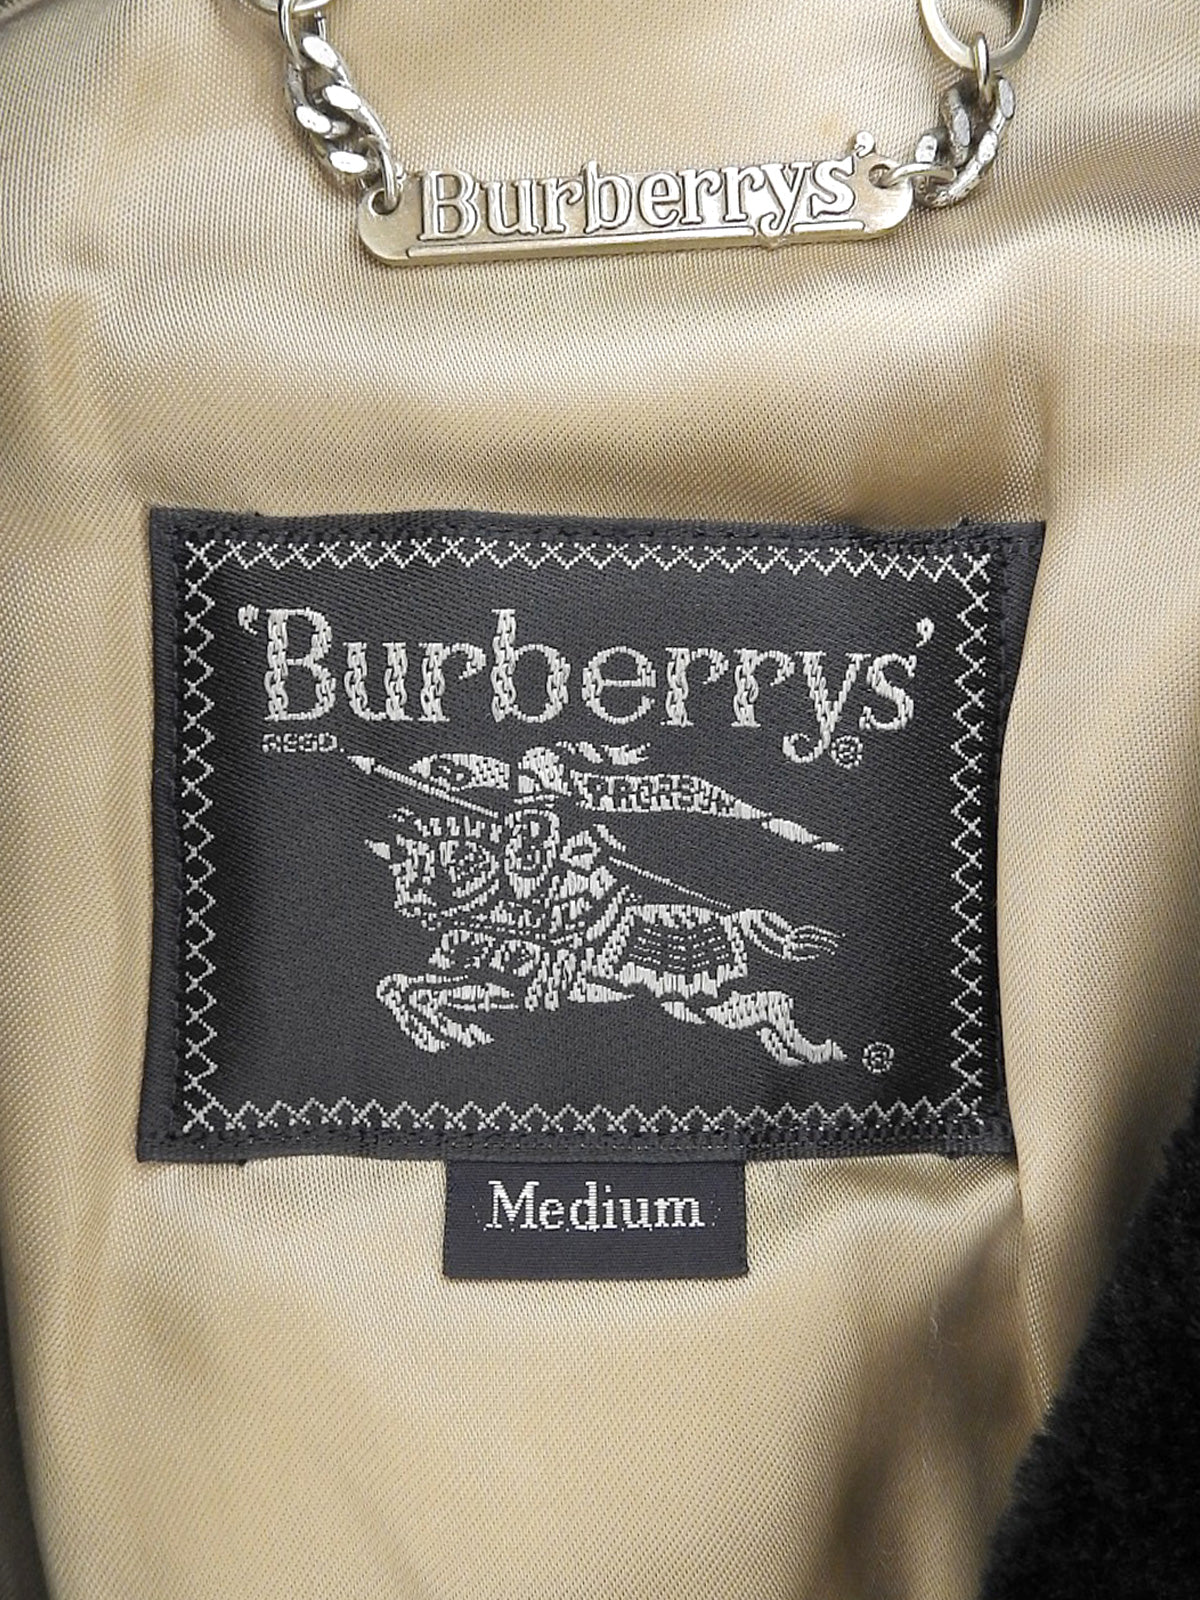 Burberrys'
'Burberrys'
REGD. ®
PRORSUM
®
Medium